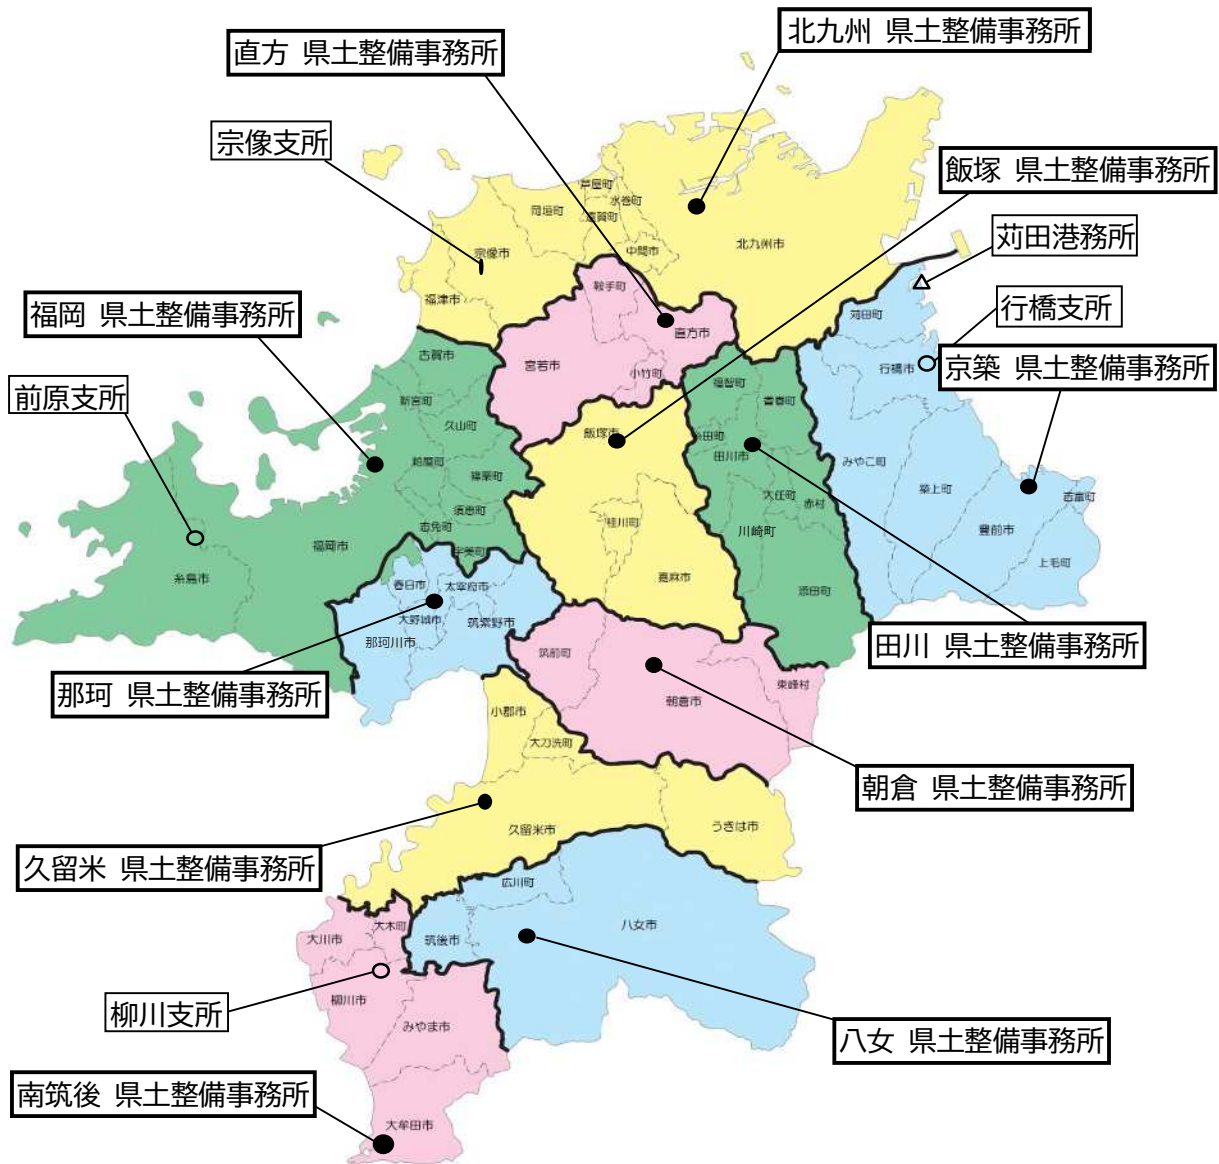 北九州 県土整備事務所
直方 県土整備事務所
宗像支所
飯塚 県土整備事務所
苅田港務所
福岡 県土整備事務所
行橋支所
京築 県土整備事務所
前原支所
田川 県土整備事務所
那珂 県土整備事務所
朝倉 県土整備事務所
久留米 県土整備事務所
柳川支所
八女 県土整備事務所
南筑後 県土整備事務所
芦屋町
水巻町
岡垣町
遠賀町
中間市
北九州市
宗像市
福津市
鞍手町
直方市
宮若市
小竹町
苅田町
行橋市
みやこ町
築上町
豊前市
吉富町
上毛町
古賀市
新宮町
久山町
粕屋町
篠栗町
須恵町
志免町
宇美町
福岡市
糸島市
飯塚市
桂川町
嘉麻市
福智町
香春町
糸田町
田川市
大任町
赤村
川崎町
添田町
春日市
太宰府市
大野城市
筑紫野市
那珂川市
筑前町
朝倉市
東峰村
小郡市
大刀洗町
久留米市
うきは市
広川町
筑後市
八女市
大川市
大木町
柳川市
みやま市
大牟田市